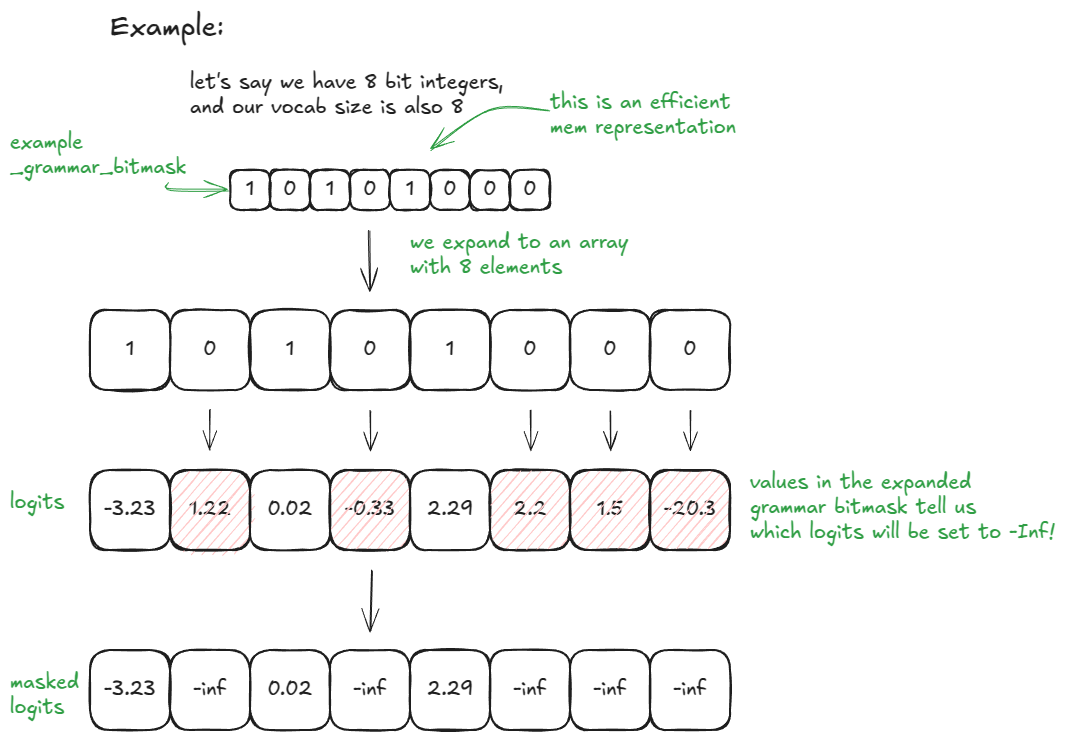 Example:
let's say we have 8 bit integers,
and our vocab size is also 8
this is an efficient
mem representation
example
_grammar_bitmask
1 0 1 0 1 0 0 0
we expand to an array
with 8 elements
1 0 1 0 1 0 0 0
logits
-3.23 1.22 0.02 -0.33 2.29 2.2 1.5 -20.3
values in the expanded
grammar bitmask tell us
which logits will be set to -Inf!
masked
logits
-3.23 -inf 0.02 -inf 2.29 -inf -inf -inf